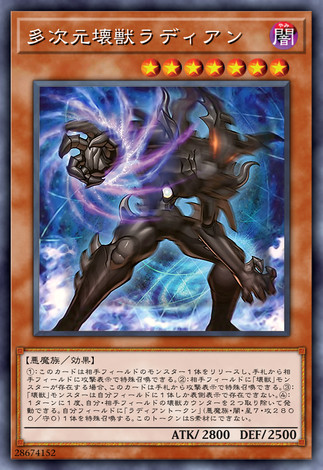 多次元壊獣ラディアン
やみ
闇
【悪魔族／効果】
①:このカードは相手フィールドのモンスター1体をリリースし、手札から相
手フィールドに攻撃表示で特殊召喚できる。②:相手フィールドに「壊獣」モン
スターが存在する場合、このカードは手札から攻撃表示で特殊召喚できる。③:
「壊獣」モンスターは自分フィールドに1体しか表側表示で存在できない。④:
1ターンに1度、自分・相手フィールドの壊獣カウンターを2つ取り除いて発
動できる。自分フィールドに「ラディアントークン」(悪魔族・闇・星7・攻280
0／守0)1体を特殊召喚する。このトークンはS素材にできない。
ATK/ 2800 DEF/2500
28674152